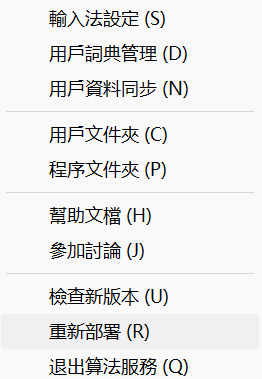 輸入法設定 (S)
用戶詞典管理 (D)
用戶資料同步 (N)
用戶文件夾 (C)
程序文件夾 (P)
幫助文檔 (H)
參加討論 (J)
檢查新版本 (U)
重新部署 (R)
退出算法服務 (Q)